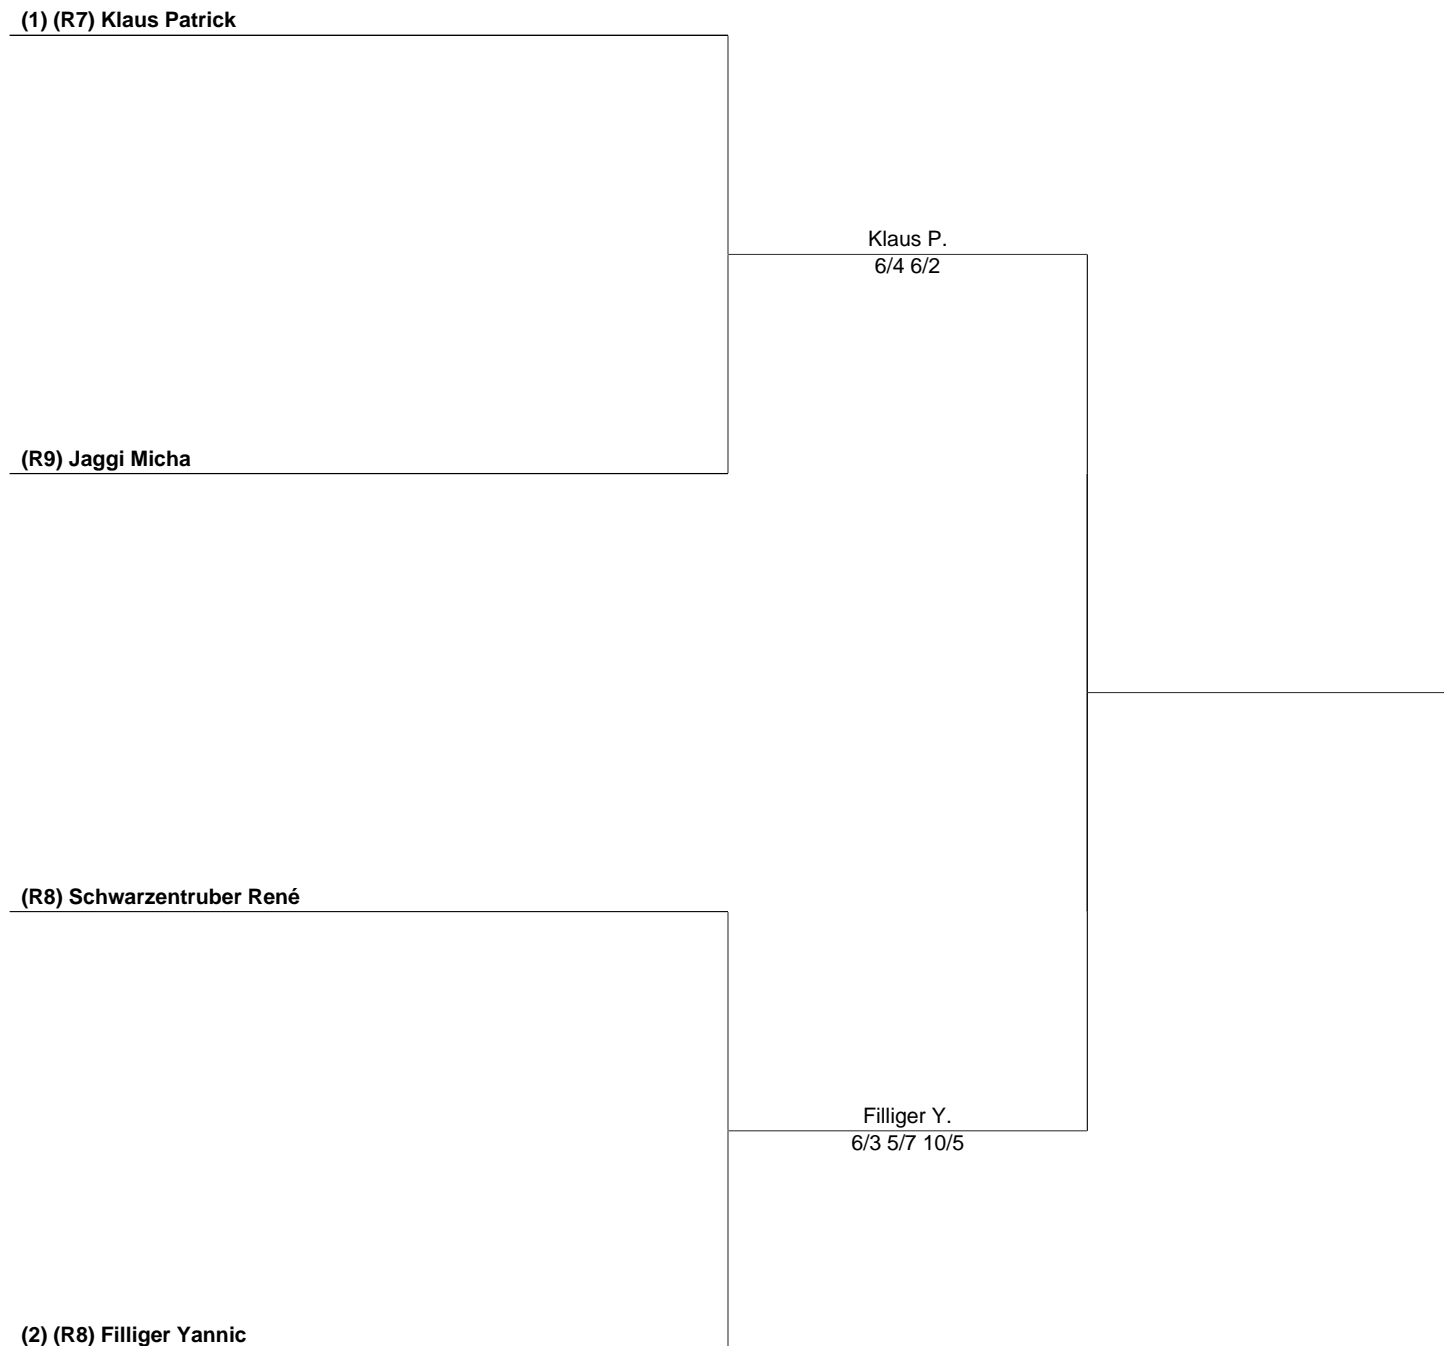 (1) (R7) Klaus Patrick
Klaus P.
6/4 6/2
(R9) Jaggi Micha
(R8) Schwarzentruber René
Filliger Y.
6/3 5/7 10/5
(2) (R8) Filliger Yannic